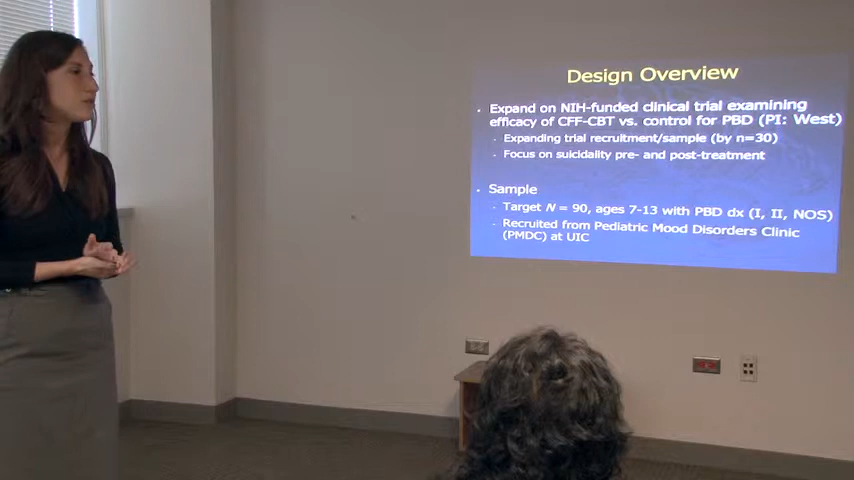 Design Overview
• Expand on NIH-funded clinical trial examining
efficacy of CFF-CBT vs. control for PBD (PI: West)
- Expanding trial recruitment/sample (by n=30)
- Focus on suicidality pre- and post-treatment
• Sample
- Target N = 90, ages 7-13 with PBD dx (I, II, NOS)
- Recruited from Pediatric Mood Disorders Clinic
(PMDC) at UIC